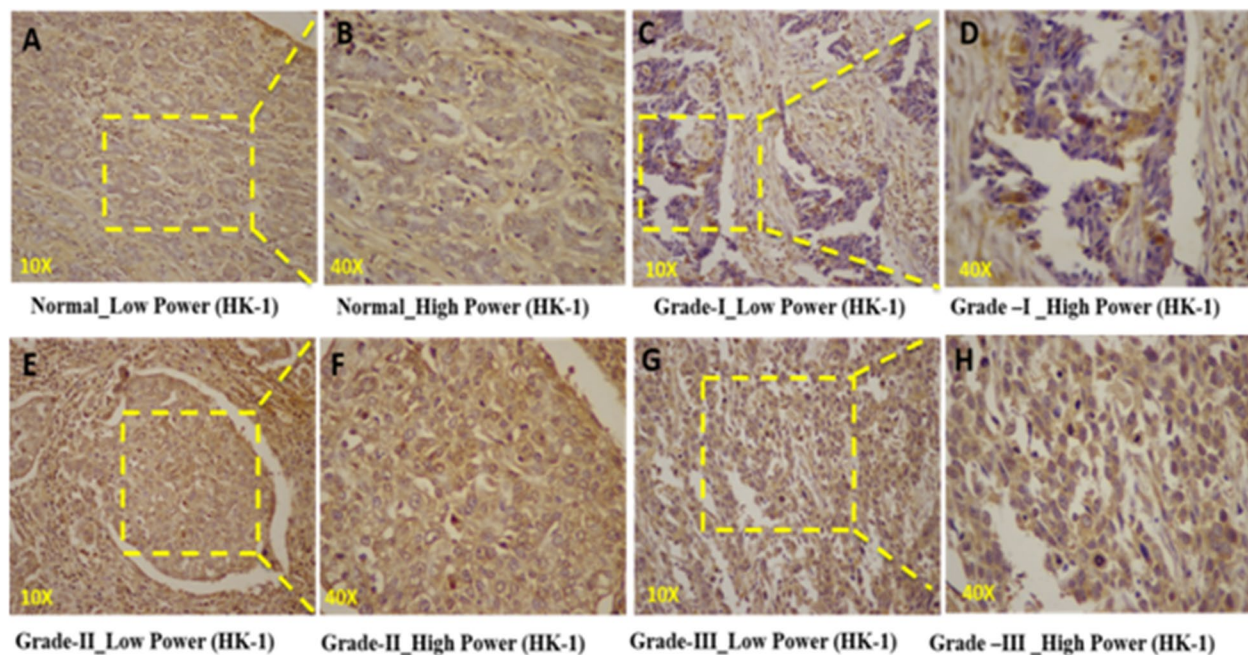 A
B
C
D
10X
40X
10X
40X
Normal_Low Power (HK-1)
Normal_High Power (HK-1)
Grade-I_Low Power (HK-1)
Grade –I _High Power (HK-1)
E
F
G
H
10X
40X
10X
40X
Grade-II_Low Power (HK-1)
Grade-II_High Power (HK-1)
Grade-III_Low Power (HK-1)
Grade –III _High Power (HK-1)